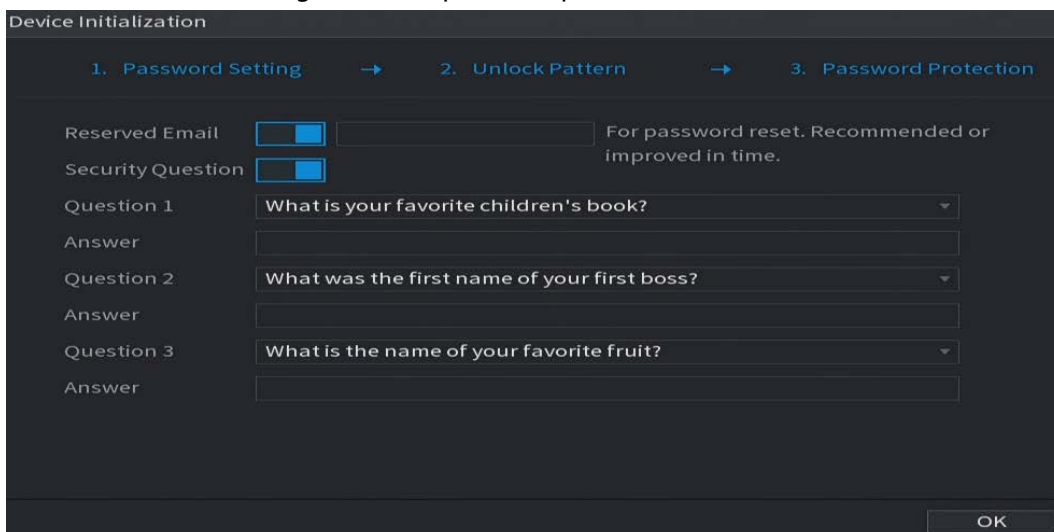 Device Initialization
1. Password Setting → 2. Unlock Pattern → 3. Password Protection
Reserved Email For password reset. Recommended or
improved in time.
Security Question
Question 1 What is your favorite children's book?
Answer
Question 2 What was the first name of your first boss?
Answer
Question 3 What is the name of your favorite fruit?
Answer
OK